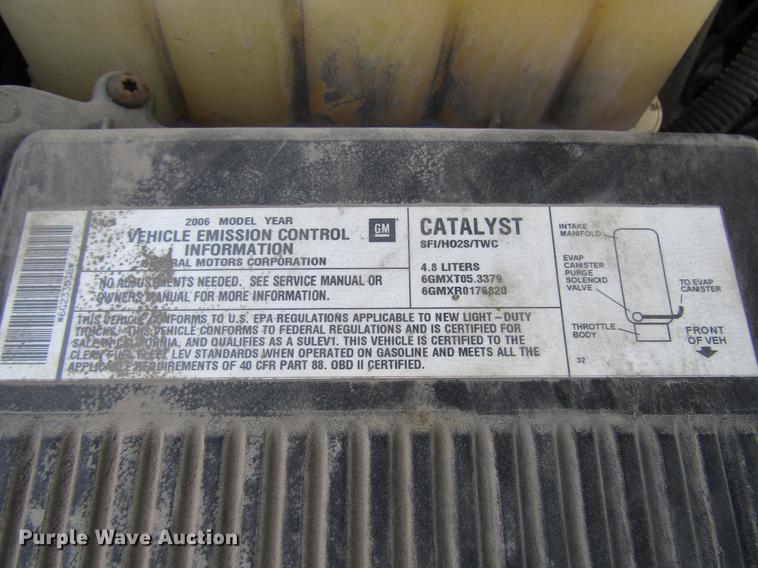 2006 MODEL YEAR
VEHICLE EMISSION CONTROL
INFORMATION
GENERAL MOTORS CORPORATION
GM
NO ADJUSTMENTS NEEDED. SEE SERVICE MANUAL OR
OWNERS MANUAL FOR MORE INFORMATION.
CATALYST
SFI/HO2S/TWC
4.8 LITERS
6GMXT05.3379
6GMXR0176820
THIS VEHICLE CONFORMS TO U.S. EPA REGULATIONS APPLICABLE TO NEW LIGHT-DUTY
TRUCKS. THIS VEHICLE CONFORMS TO FEDERAL REGULATIONS AND IS CERTIFIED FOR
SALE IN CALIFORNIA, AND QUALIFIES AS A SULEV1. THIS VEHICLE IS CERTIFIED TO THE
CLEAN FUEL FLEET LEV STANDARDS WHEN OPERATED ON GASOLINE AND MEETS ALL THE
APPLICABLE REQUIREMENTS OF 40 CFR PART 88. OBD II CERTIFIED.
INTAKE
MANIFOLD
EVAP
CANISTER
PURGE
SOLENOID
VALVE
TO EVAP
CANISTER
THROTTLE
BODY
FRONT
OF VEH
32
Purple Wave Auction®